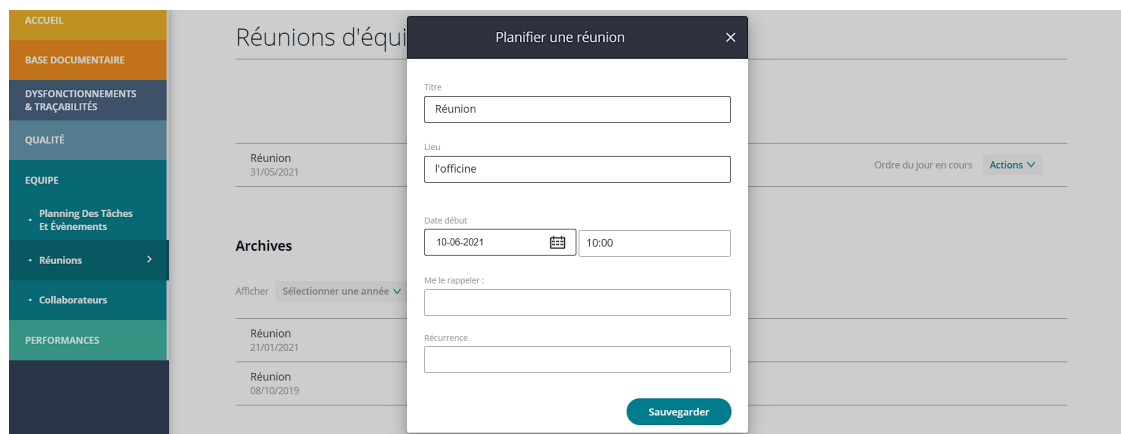 ACCUEIL
BASE DOCUMENTAIRE
DYSFONCTIONNEMENTS
& TRAÇABILITÉS
QUALITÉ
EQUIPE
• Planning Des Tâches
Et Évènements
• Réunions
• Collaborateurs
PERFORMANCES
Réunions d'équi
Réunion
31/05/2021
Ordre du jour en cours Actions
Archives
Afficher Sélectionner une année
Réunion
21/01/2021
Réunion
08/10/2019
Planifier une réunion
Titre
Réunion
Lieu
l'officine
Date début
10-06-2021 10:00
Me le rappeler :
Récurrence
Sauvegarder